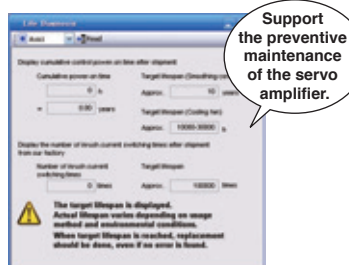 Life Diagnosis
Axis1 Read
Support
the preventive
maintenance
of the servo
amplifier.
Display cumulative control power-on time after shipment
Cumulative power-on time
Target lifespan (Smoothing
0 h
Approx. 10 years
= 0.00 years
Target lifespan (Cooling fan)
Approx. 10000-30000 h
Display the number of inrush current switching times after shipment
from our factory
Number of inrush current
switching times
Target lifespan
0 times
Approx. 100000 times
The target lifespan is displayed.
Actual lifespan varies depending on usage
method and environmental conditions.
When target lifespan is reached, replacement
should be done, even if no error is found.